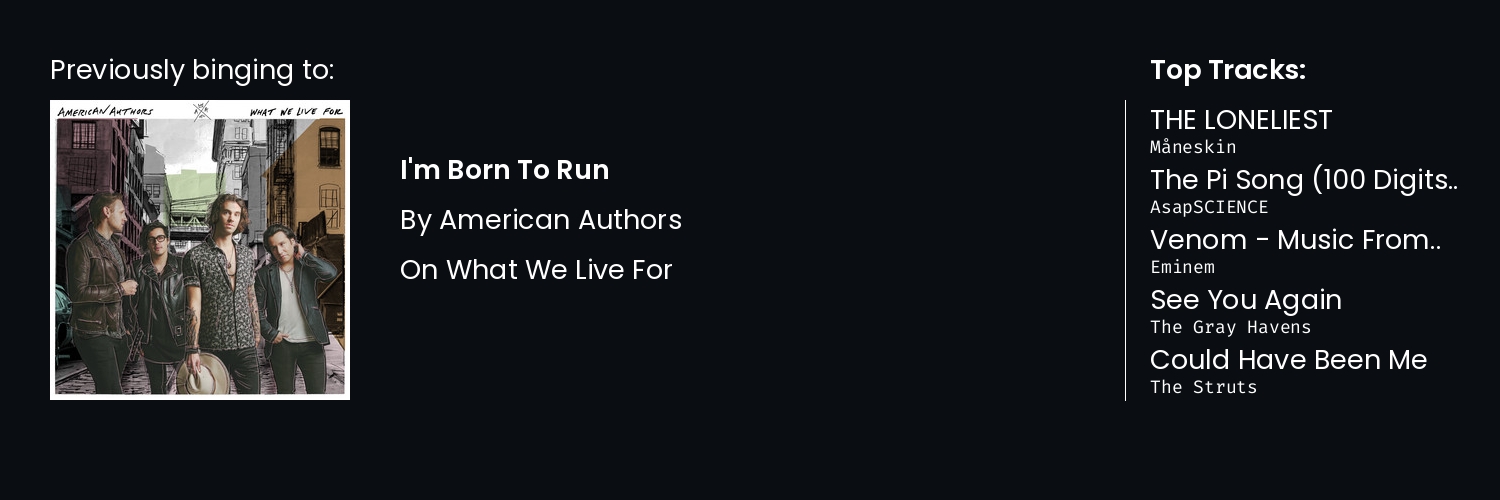 Previously binging to:
AMERICAN AUTHORS
WHAT WE LIVE FOR
I'm Born To Run
By American Authors
On What We Live For
Top Tracks:
THE LONELIEST
Måneskin
The Pi Song (100 Digits..
AsapSCIENCE
Venom - Music From..
Eminem
See You Again
The Gray Havens
Could Have Been Me
The Struts